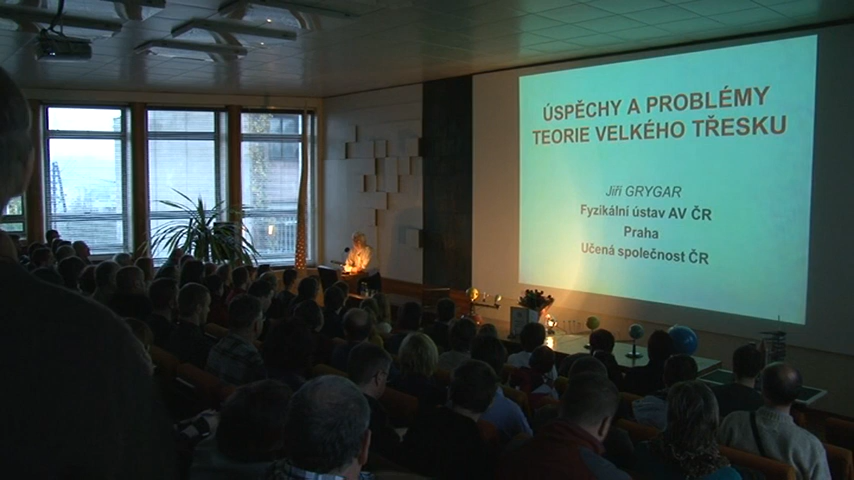 ÚSPĚCHY A PROBLÉMY
TEORIE VELKÉHO TŘESKU
Jiří GRYGAR
Fyzikální ústav AV ČR
Praha
Učená společnost ČR